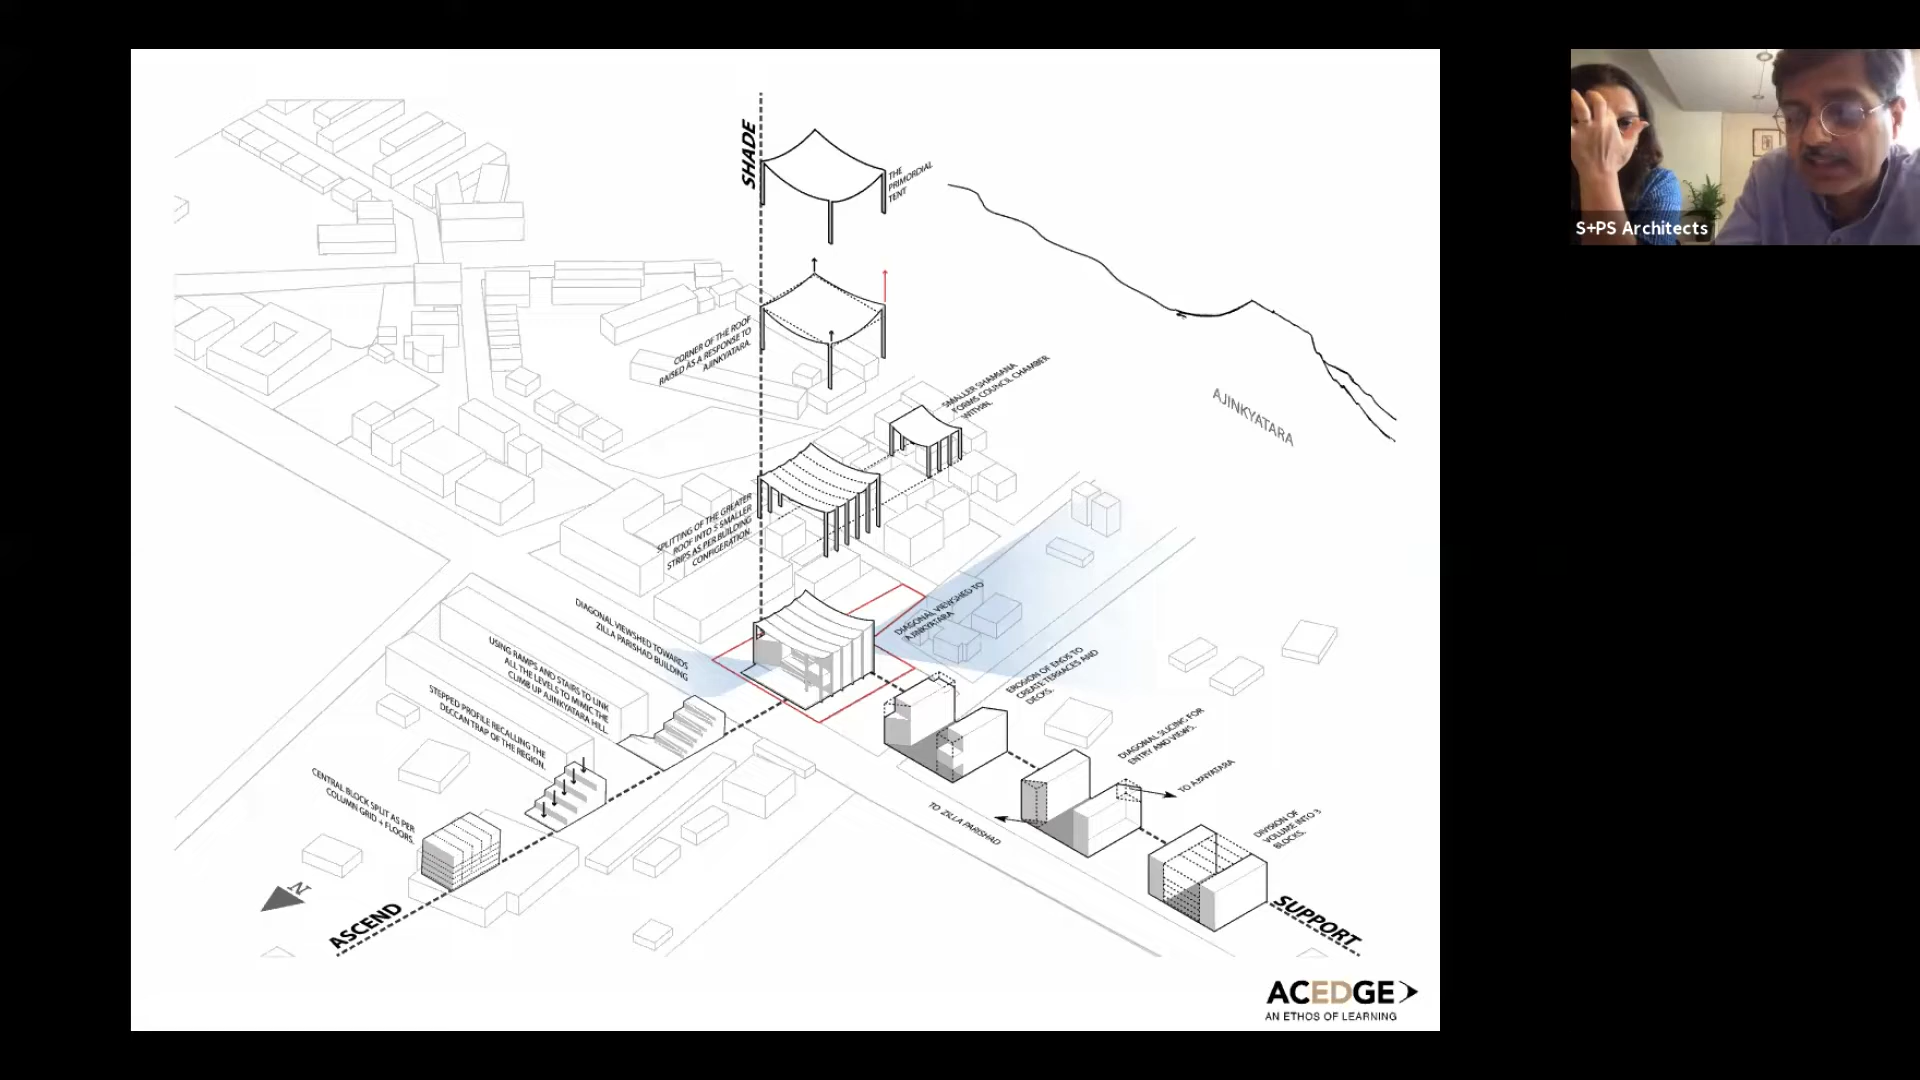 SHADE
THE
PRIMORDIAL
TENT
CORNER OF THE ROOF
RAISED AS A RESPONSE TO
AJINKYATARA.
SMALLER SHAMIANA
FORMS COUNCIL CHAMBER
WITHIN.
AJINKYATARA
SPLITTING OF THE GREATER
ROOF INTO 5 SMALLER
STRIPS AS PER BUILDING
CONFIGERATION.
DIAGONAL VIEWSHED TOWARDS
ZILLA PARISHAD BUILDING
DIAGONAL VIEWSHED TO
AJINKYATARA
USING RAMPS AND STAIRS TO LINK
ALL THE LEVELS TO MIMIC THE
CLIMB UP AJINKYATARA HILL.
STEPPED PROFILE RECALLING THE
DECCAN TRAP OF THE REGION.
CENTRAL BLOCK SPLIT AS PER
COLUMN GRID + FLOORS.
EROSION OF ENDS TO
CREATE TERRACES AND
DECKS.
DIAGONAL SLICING FOR
ENTRY AND VIEWS.
TO AJINYATARA
TO ZILLA PARISHAD
DIVISION OF
VOLUME INTO 3
BLOCKS.
N
ASCEND
SUPPORT
ACEDGE
AN ETHOS OF LEARNING
S+PS Architects